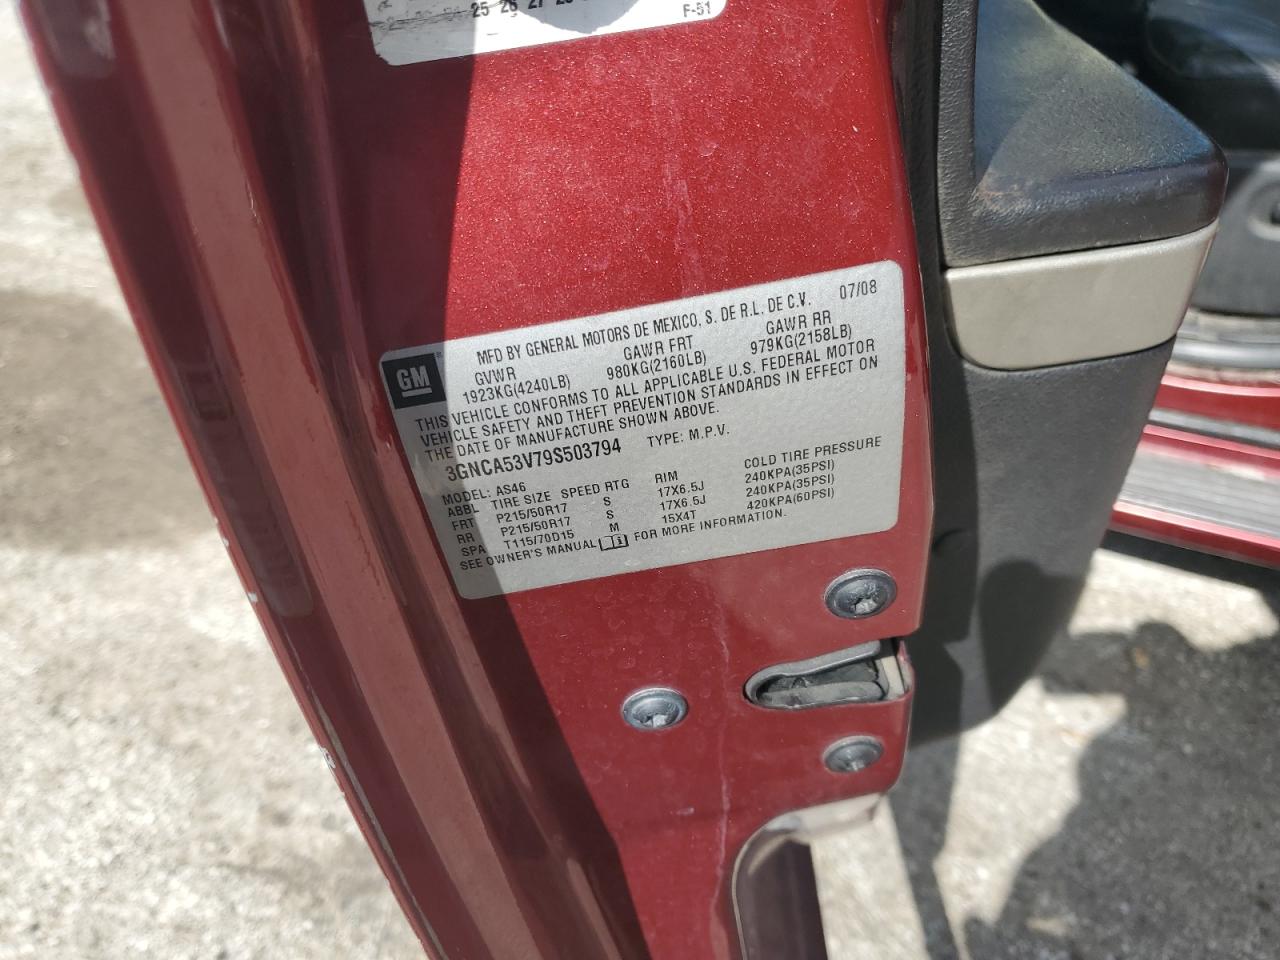 25 26 27
F-51
MFD BY GENERAL MOTORS DE MEXICO, S. DE R.L. DE C.V. 07/08
GVWR GAWR FRT GAWR RR
1923KG(4240LB) 980KG(2160LB) 979KG(2158LB)
GM
THIS VEHICLE CONFORMS TO ALL APPLICABLE U.S. FEDERAL MOTOR
VEHICLE SAFETY AND THEFT PREVENTION STANDARDS IN EFFECT ON
THE DATE OF MANUFACTURE SHOWN ABOVE.
3GNCA53V79S503794 TYPE: M.P.V.
MODEL: AS46
ABBL TIRE SIZE SPEED RTG RIM COLD TIRE PRESSURE
FRT P215/50R17 S 17X6.5J 240KPA(35PSI)
RR P215/50R17 S 17X6.5J 240KPA(35PSI)
SPA T115/70D15 M 15X4T 420KPA(60PSI)
SEE OWNER'S MANUAL FOR MORE INFORMATION.